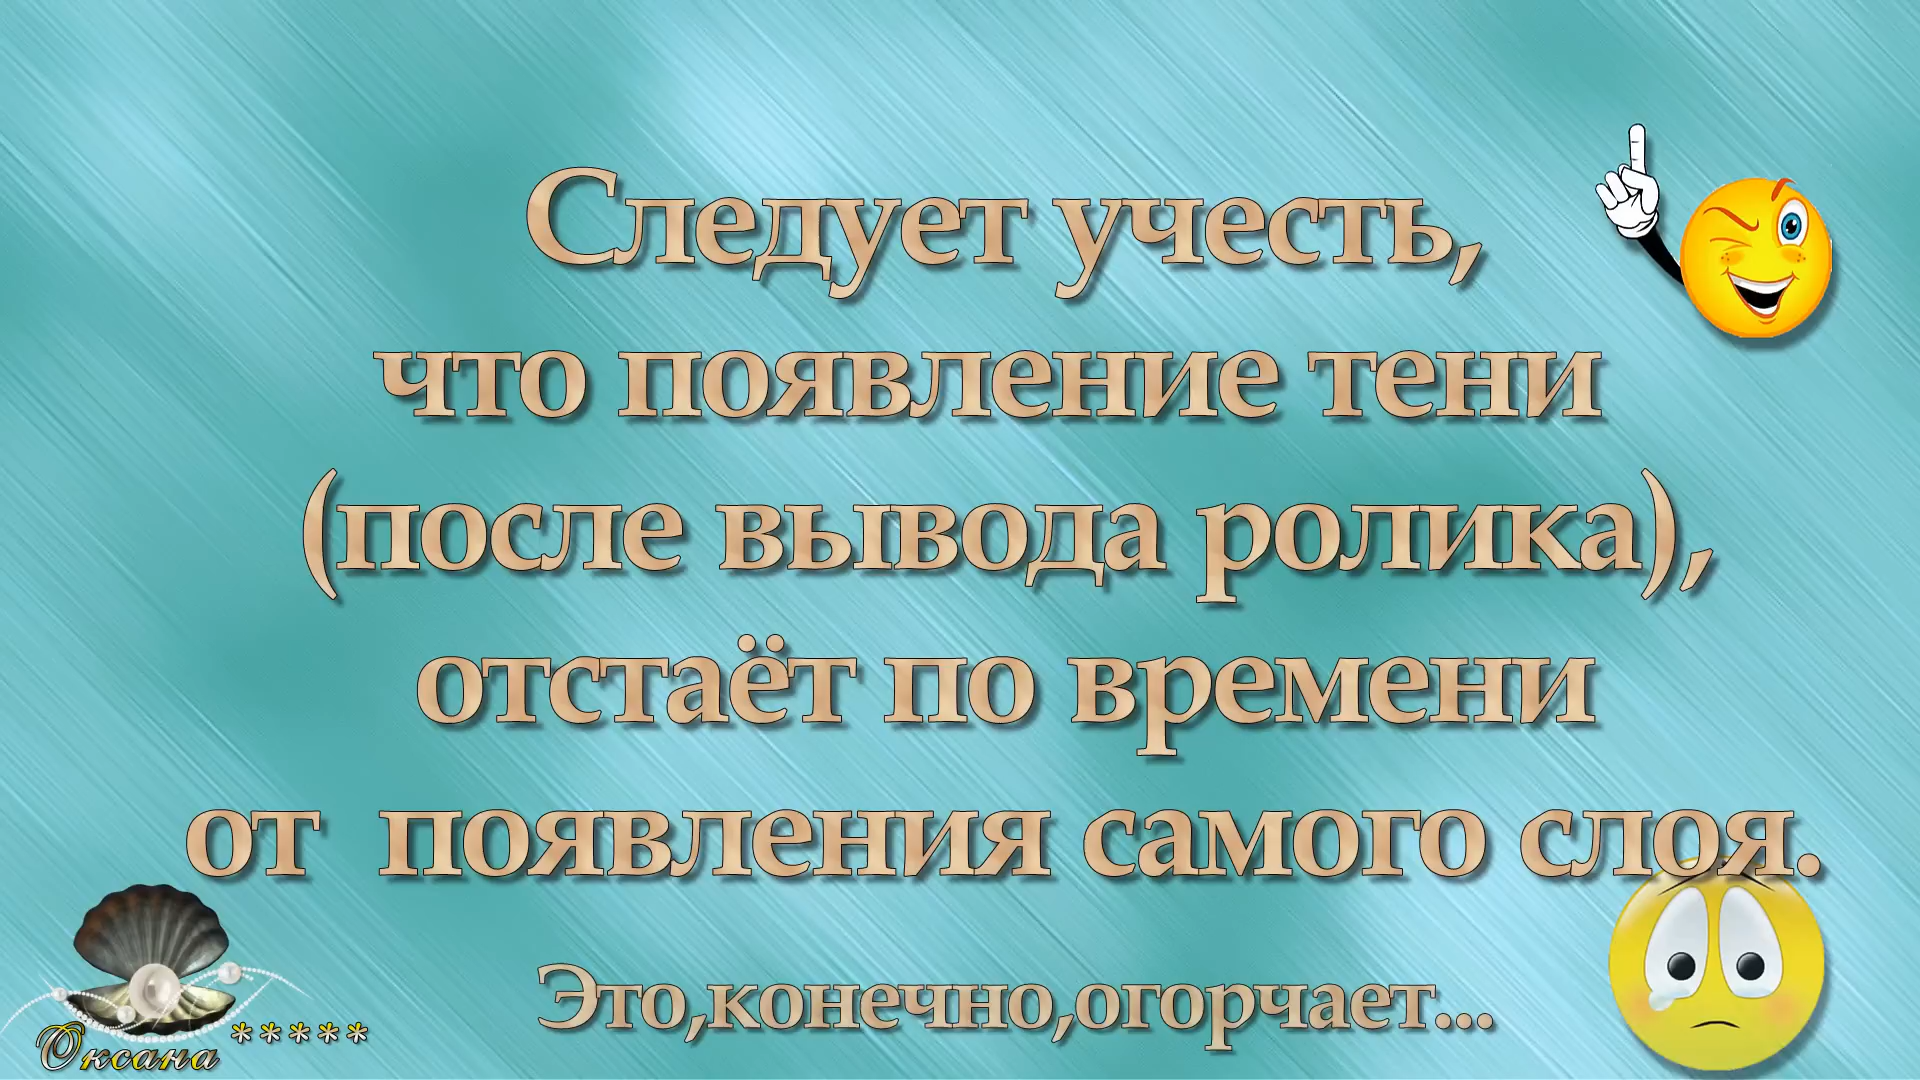 Следует учесть,
что появление тени
(после вывода ролика),
отстаёт по времени
от появления самого слоя.
Это,конечно,огорчает...
Оксана *****